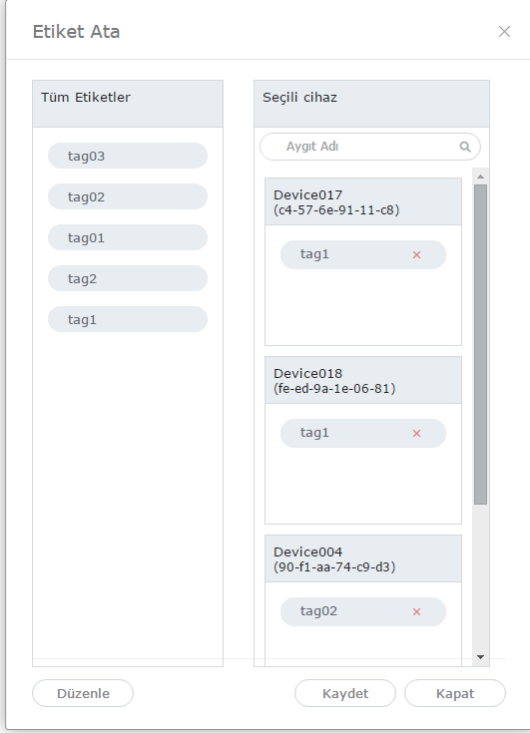 Etiket Ata
Tüm Etiketler
tag03
tag02
tag01
tag2
tag1
Seçili cihaz
Aygıt Adı
Device017
(c4-57-6e-91-11-c8)
tag1
Device018
(fe-ed-9a-1e-06-81)
tag1
Device004
(90-f1-aa-74-c9-d3)
tag02
Düzenle
Kaydet
Kapat